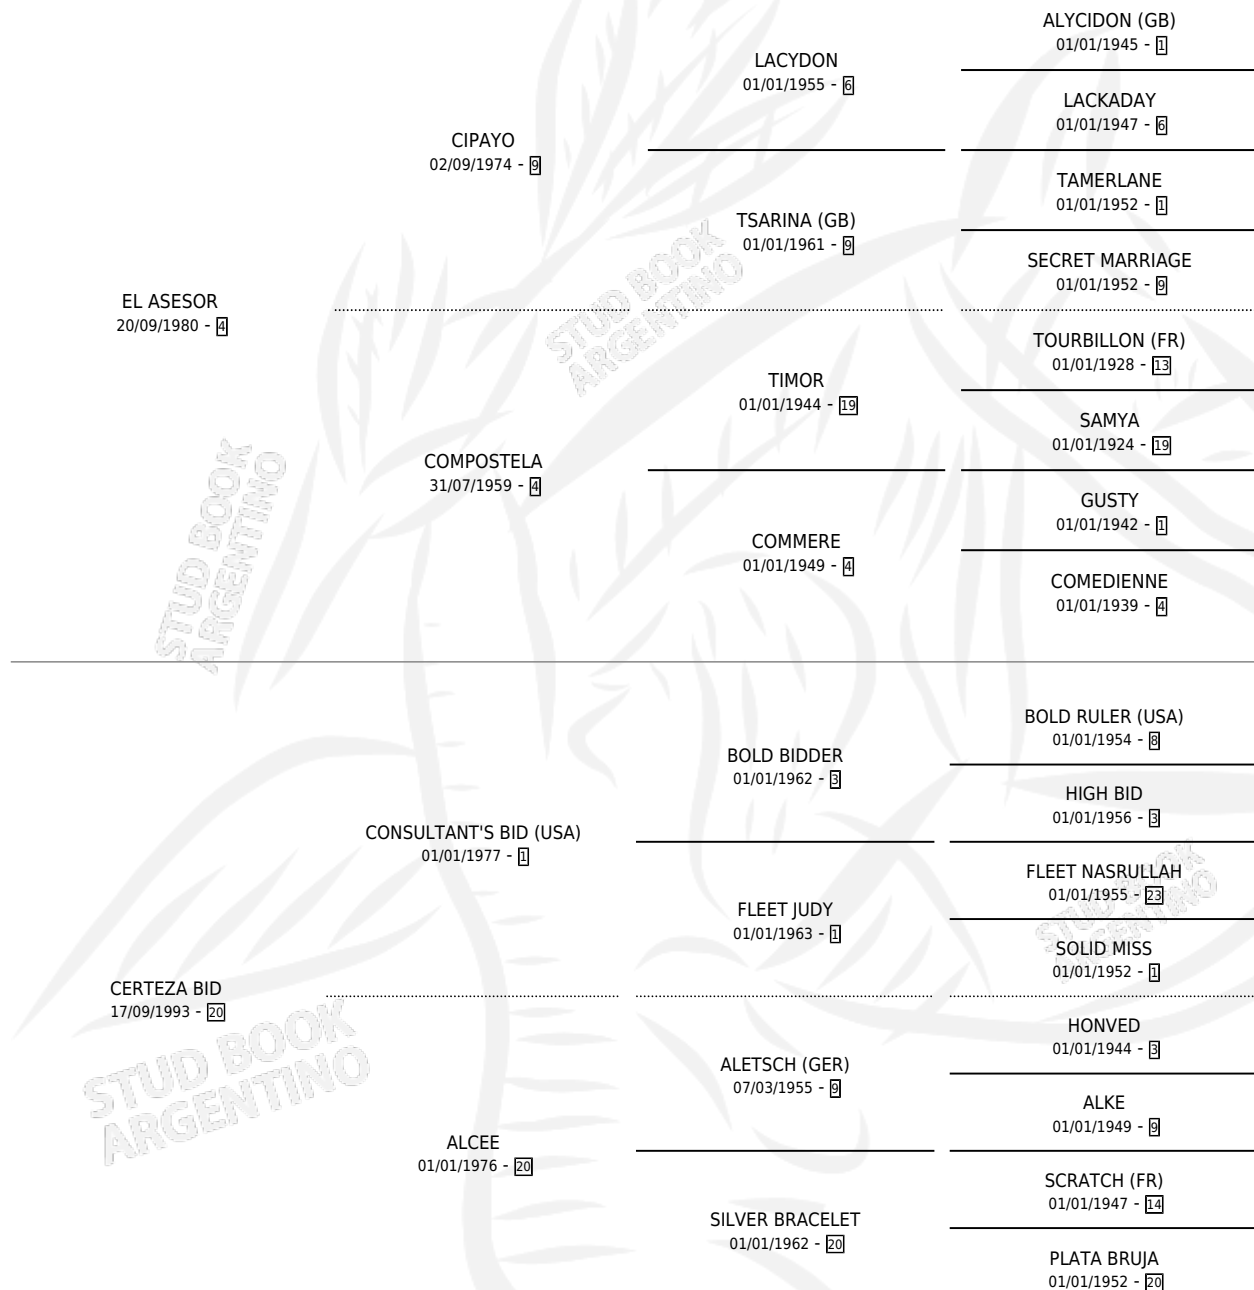 ALYCIDON (GB)
01/01/1945 - 1
LACYDON
01/01/1955 - 6
LACKADAY
01/01/1947 - 6
CIPAYO
02/09/1974 - 9
TAMERLANE
01/01/1952 - 1
TSARINA (GB)
01/01/1961 - 9
SECRET MARRIAGE
01/01/1952 - 9
EL ASESOR
20/09/1980 - 4
TOURBILLON (FR)
01/01/1928 - 13
TIMOR
01/01/1944 - 19
SAMYA
01/01/1924 - 19
COMPOSTELA
31/07/1959 - 4
GUSTY
01/01/1942 - 1
COMMERE
01/01/1949 - 4
COMEDIENNE
01/01/1939 - 4
STUD BOOK
ARGENTINO
STUD BOOK
ARGENTINO
BOLD RULER (USA)
01/01/1954 - 8
BOLD BIDDER
01/01/1962 - 3
HIGH BID
01/01/1956 - 3
CONSULTANT'S BID (USA)
01/01/1977 - 1
FLEET NASRULLAH
01/01/1955 - 23
FLEET JUDY
01/01/1963 - 1
SOLID MISS
01/01/1952 - 1
CERTEZA BID
17/09/1993 - 20
HONVED
01/01/1944 - 3
ALETSCH (GER)
07/03/1955 - 9
ALKE
01/01/1949 - 9
ALCEE
01/01/1976 - 20
SCRATCH (FR)
01/01/1947 - 14
SILVER BRACELET
01/01/1962 - 20
PLATA BRUJA
01/01/1952 - 20
STUD BOOK
ARGENTINO
STUD BOOK
ARGENTINO